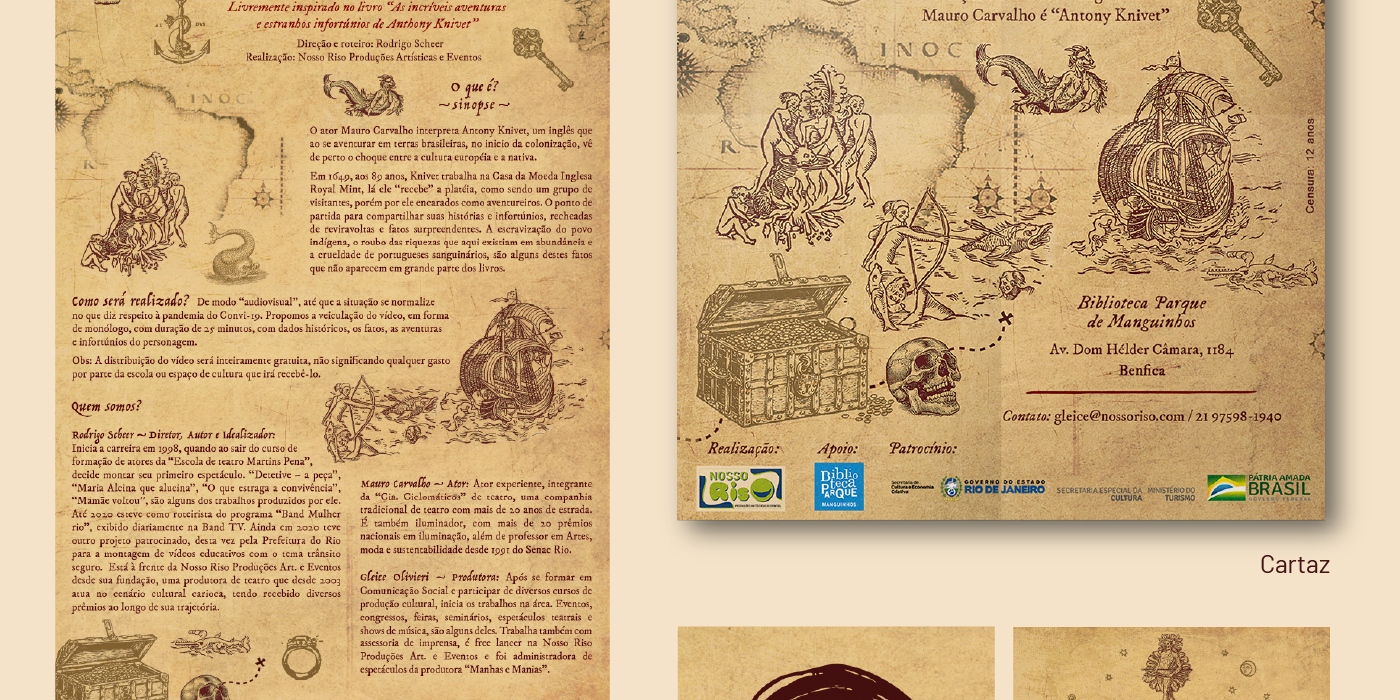 Livremente inspirado no livro “As incríveis aventuras
e estranhos infortúnios de Anthony Knivet”
Direção e roteiro: Rodrigo Scheer
Realização: Nosso Riso Produções Artísticas e Eventos
INOC
R
O que é?
~ sinopse ~
O ator Mauro Carvalho interpreta Antony Knivet, um inglês que
ao se aventurar em terras brasileiras, no início da colonização, vê
de perto o choque entre a cultura européia e a nativa.
Em 1649, aos 89 anos, Knivet trabalha na Casa da Moeda Inglesa
Royal Mint, lá ele “recebe” a platéia, como sendo um grupo de
visitantes, porém por ele encarados como aventureiros. O ponto de
partida para compartilhar suas histórias e infortúnios, recheadas
de reviravoltas e fatos surpreendentes. A escravização do povo
indígena, o roubo das riquezas que aqui existiam em abundância e
a crueldade de portugueses sanguinários, são alguns destes fatos
que não aparecem em grande parte dos livros.
Como será realizado? De modo “audiovisual”, até que a situação se normalize
no que diz respeito à pandemia do Convi-19. Propomos a veiculação do vídeo, em forma
de monólogo, com duração de 25 minutos, com dados históricos, os fatos, as aventuras
e infortúnios do personagem.
Obs: A distribuição do vídeo será inteiramente gratuita, não significando qualquer gasto
por parte da escola ou espaço de cultura que irá recebê-lo.
Quem somos?
Rodrigo Scheer ~ Diretor, Autor e Idealizador:
Inicia a carreira em 1998, quando ao sair do curso de
formação de atores da “Escola de teatro Martins Pena”,
decide montar seu primeiro espetáculo. “Detetive – a peça”,
“Maria Alcina que alucina”, “O que estraga a convivência”,
“Mamãe voltou”, são alguns dos trabalhos produzidos por ele.
Até 2020 esteve como roteirista do programa “Band Mulher
rio”, exibido diariamente na Band TV. Ainda em 2020 teve
outro projeto patrocinado, desta vez pela Prefeitura do Rio
para a montagem de vídeos educativos com o tema trânsito
seguro. Está à frente da Nosso Riso Produções Art. e Eventos
desde sua fundação, uma produtora de teatro que desde 2003
atua no cenário cultural carioca, tendo recebido diversos
prêmios ao longo de sua trajetória.
Mauro Carvalho ~ Ator: Ator experiente, integrante
da “Cia. Ciclomáticos” de teatro, uma companhia
tradicional de teatro com mais de 20 anos de estrada.
É também iluminador, com mais de 20 prêmios
nacionais em iluminação, além de professor em Artes,
moda e sustentabilidade desde 1991 do Senac Rio.
Gleice Olivieri ~ Produtora: Após se formar em
Comunicação Social e participar de diversos cursos de
produção cultural, inicia os trabalhos na área. Eventos,
congressos, feiras, seminários, espetáculos teatrais e
shows de música, são alguns deles. Trabalha também com
assessoria de imprensa, é free lancer na Nosso Riso
Produções Art. e Eventos e foi administradora de
espetáculos da produtora “Manhas e Manias”.
Mauro Carvalho é “Antony Knivet”
INOC
R
Censura: 12 anos
Biblioteca Parque
de Manguinhos
Av. Dom Hélder Câmara, 1184
Benfica
Contato: gleice@nossoriso.com / 21 97598-1940
Realização:
Apoio:
Patrocínio:
NOSSO
RISO
Biblio
teca
PARQUE
MANGUINHOS
Secretaria de
Cultura e Economia
Criativa
GOVERNO DO ESTADO
RIO DE JANEIRO
SECRETARIA ESPECIAL DA
CULTURA
MINISTÉRIO DO
TURISMO
PÁTRIA AMADA
BRASIL
GOVERNO FEDERAL
Cartaz